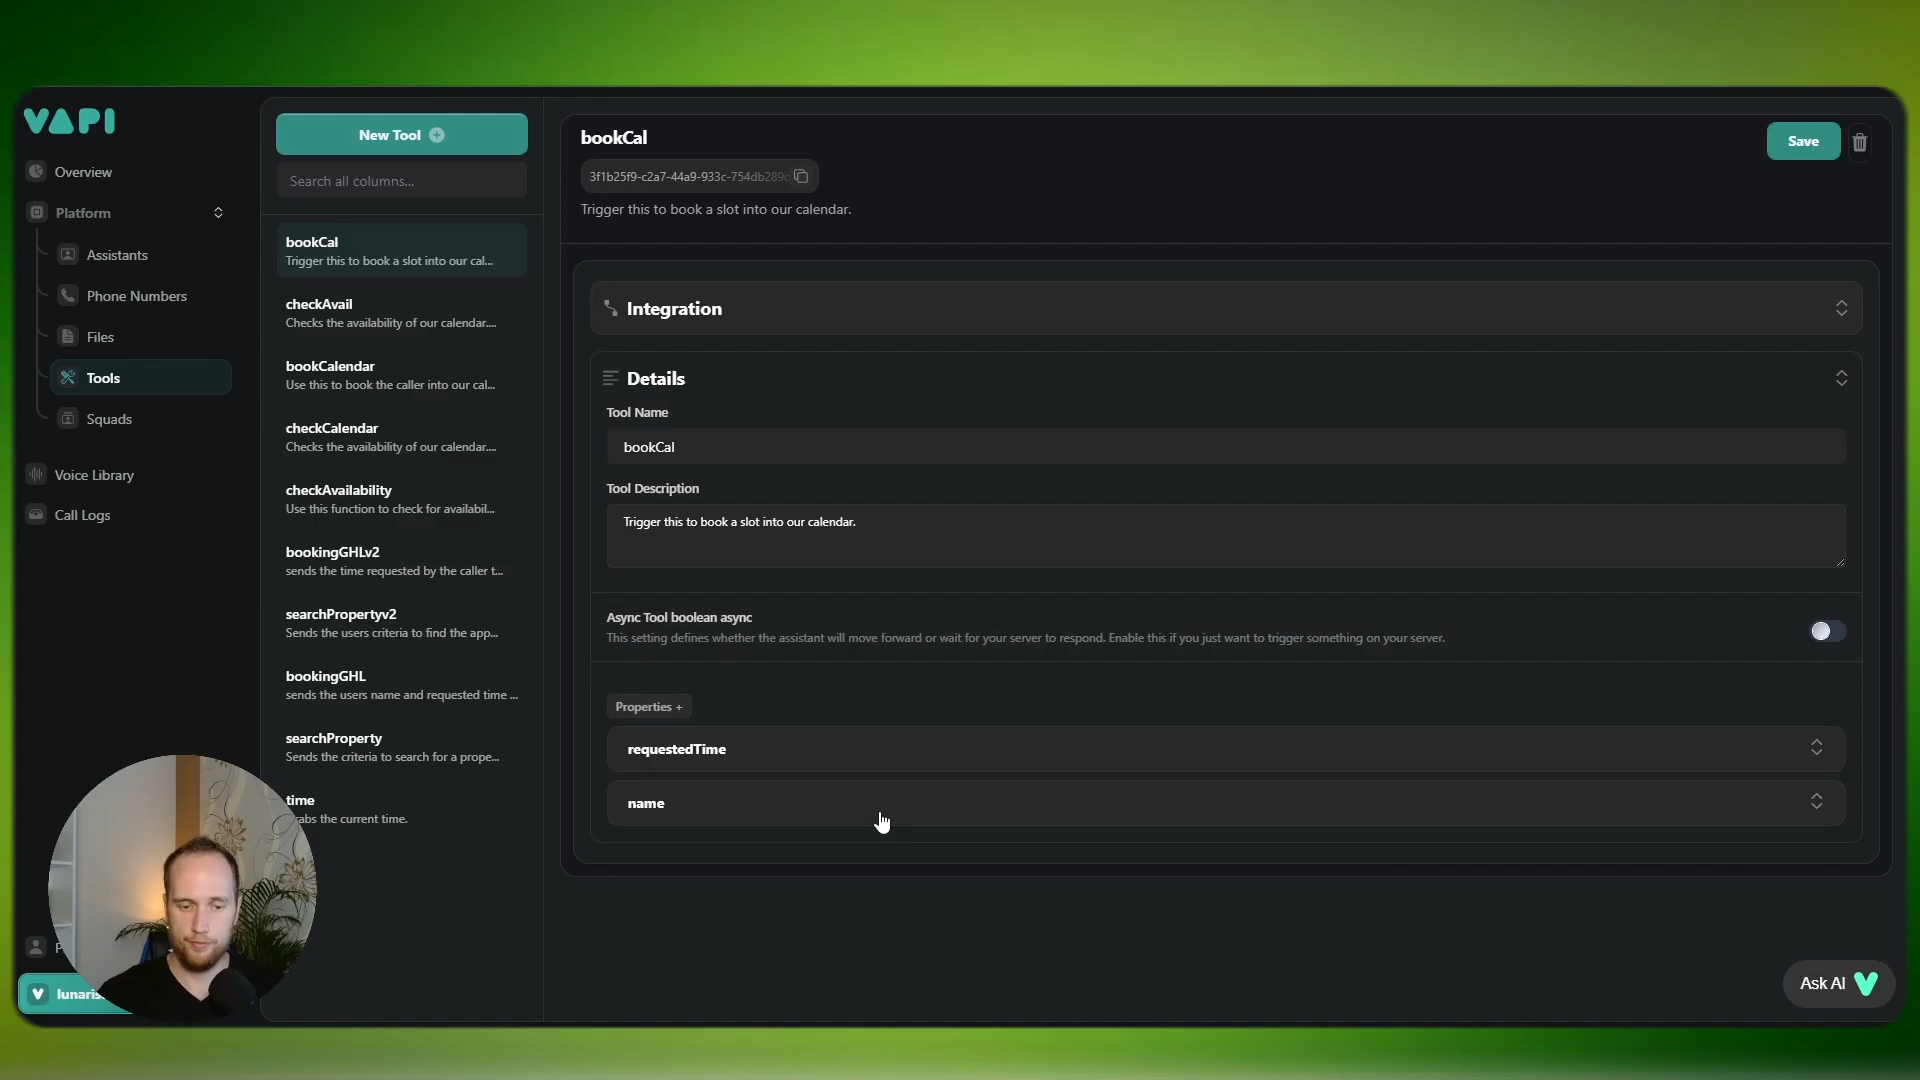 VAPI
Overview
Platform
Assistants
Phone Numbers
Files
Tools
Squads
Voice Library
Call Logs
lunaris
New Tool
Search all columns...
bookCal
Trigger this to book a slot into our cal...
checkAvail
Checks the availability of our calendar....
bookCalendar
Use this to book the caller into our cal...
checkCalendar
Checks the availability of our calendar....
checkAvailability
Use this function to check for availabil...
bookingGHLv2
sends the time requested by the caller t...
searchPropertyv2
Sends the users criteria to find the app...
bookingGHL
sends the users name and requested time ...
searchProperty
Sends the criteria to search for a prope...
time
rabs the current time.
bookCal
3f1b25f9-c2a7-44a9-933c-754db289
Trigger this to book a slot into our calendar.
Save
Integration
Details
Tool Name
bookCal
Tool Description
Trigger this to book a slot into our calendar.
Async Tool boolean async
This setting defines whether the assistant will move forward or wait for your server to respond. Enable this if you just want to trigger something on your server.
Properties +
requestedTime
name
Ask AI